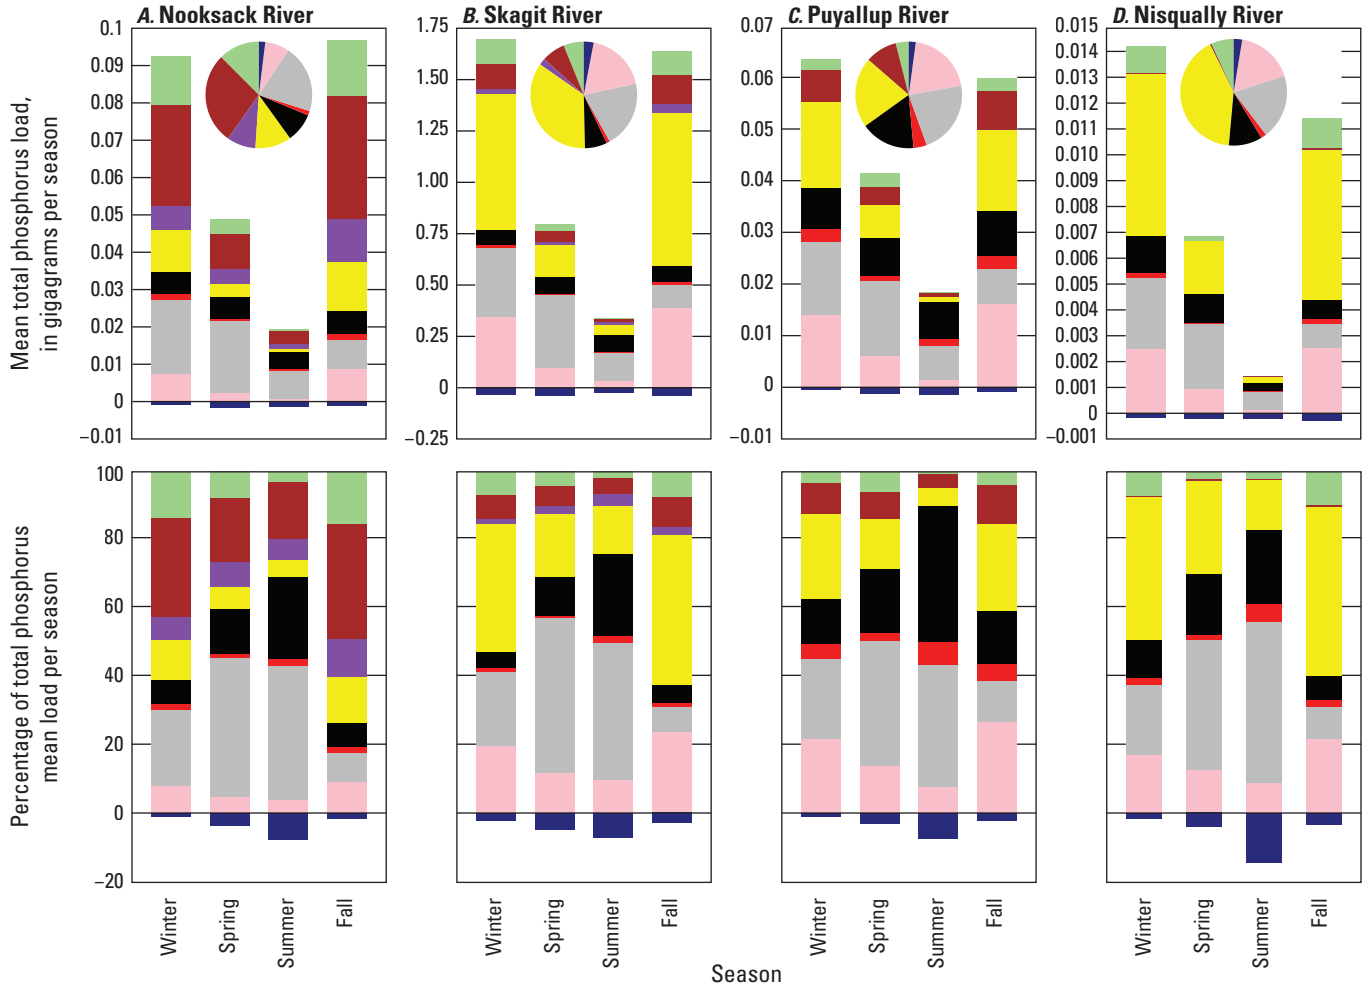 A. Nooksack River
B. Skagit River
C. Puyallup River
D. Nisqually River
Mean total phosphorus load,
in gigagrams per season
0.1
0.09
0.08
0.07
0.06
0.05
0.04
0.03
0.02
0.01
0
−0.01
1.75
1.50
1.25
1.00
0.75
0.50
0.25
0
−0.25
0.07
0.06
0.05
0.04
0.03
0.02
0.01
0
−0.01
0.015
0.014
0.013
0.012
0.011
0.010
0.009
0.008
0.007
0.006
0.005
0.004
0.003
0.002
0.001
0
−0.001
Percentage of total phosphorus
mean load per season
100
80
60
40
20
0
−20
Winter
Spring
Summer
Fall
Winter
Spring
Summer
Fall
Winter
Spring
Summer
Fall
Winter
Spring
Summer
Fall
Season